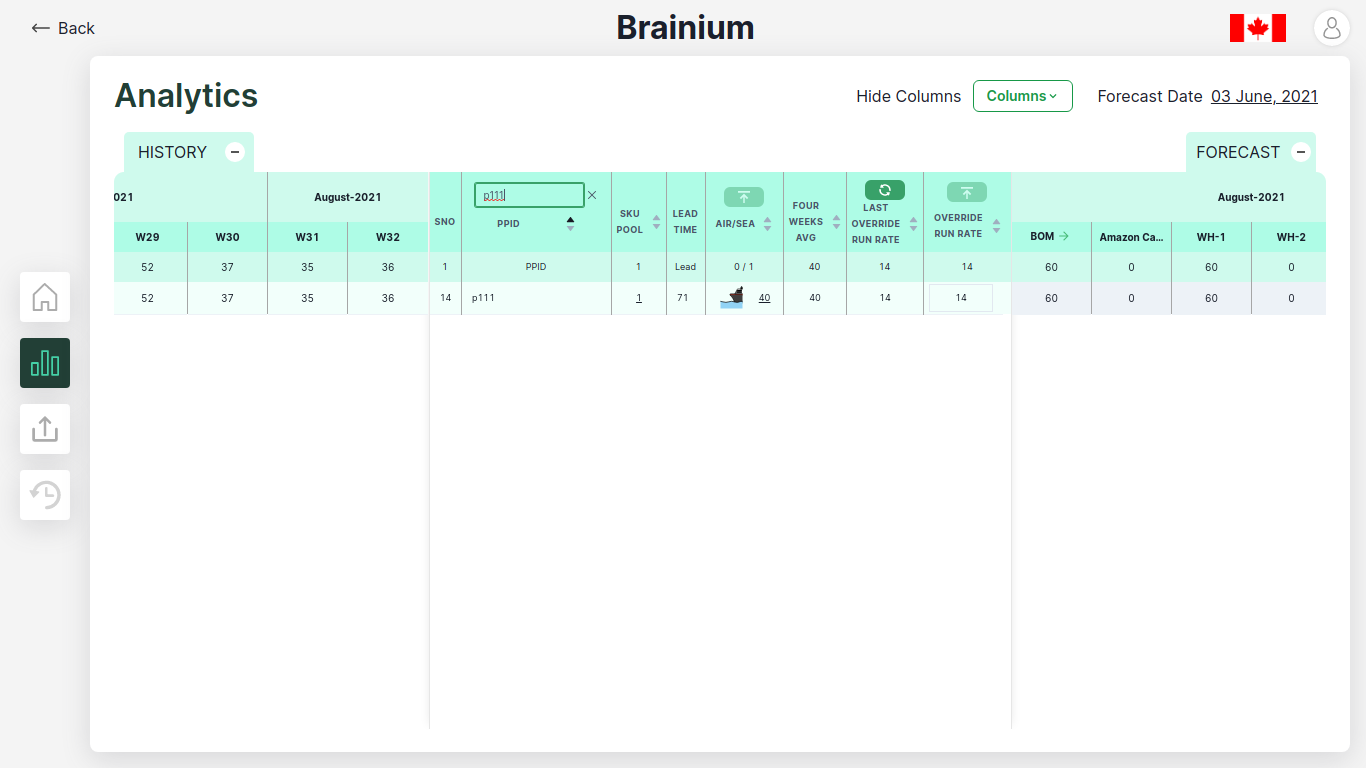 Back
Brainium
Analytics
Hide Columns Columns Forecast Date 03 June, 2021
HISTORY FORECAST
021 August-2021 August-2021
W29 W30 W31 W32
SNO
p111
PPID
SKU POOL
LEAD TIME
AIR/SEA
FOUR WEEKS AVG
LAST OVERRIDE RUN RATE
OVERRIDE RUN RATE
BOM Amazon Ca... WH-1 WH-2
52 37 35 36 1 PPID 1 Lead 0 / 1 40 14 14 60 0 60 0
52 37 35 36 14 p111 1 71 40 40 14 14 60 0 60 0